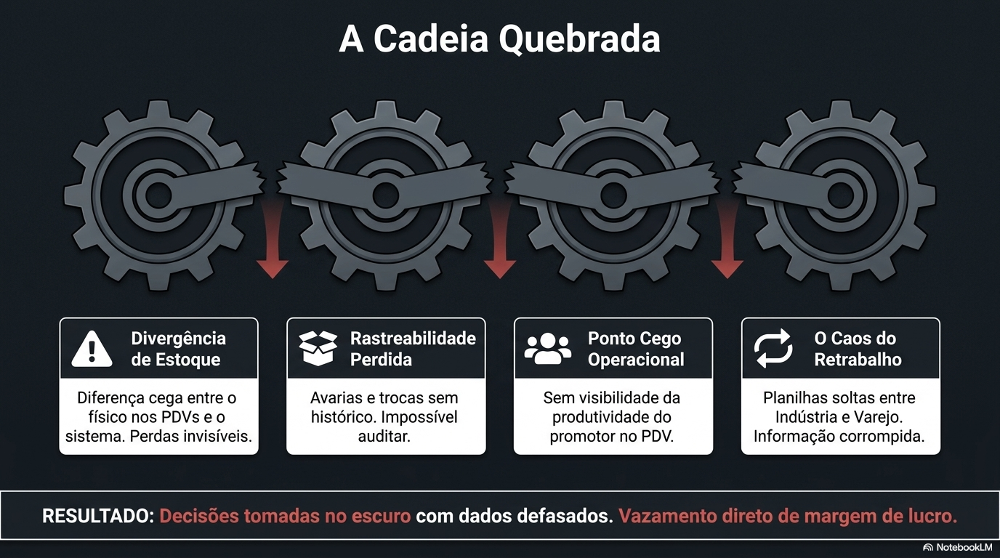 A Cadeia Quebrada
Divergência
de Estoque
Diferença cega entre o
físico nos PDVs e o
sistema. Perdas invisíveis.
Rastreabilidade
Perdida
Avarias e trocas sem
histórico. Impossível
auditar.
Ponto Cego
Operacional
Sem visibilidade da
produtividade do
promotor no PDV.
O Caos do
Retrabalho
Planilhas soltas entre
Indústria e Varejo.
Informação corrompida.
RESULTADO: Decisões tomadas no escuro com dados defasados. Vazamento direto de margem de lucro.
NotebookLM